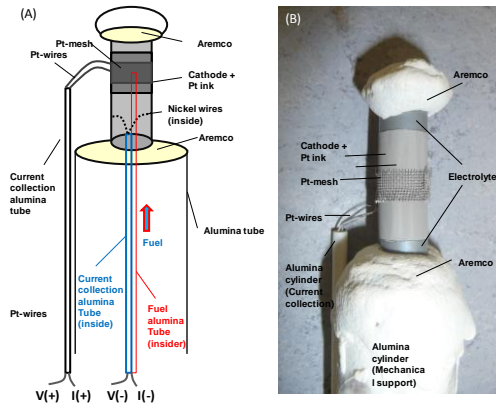 (A)
Aremco
Pt-mesh
Pt-wires
Cathode +
Pt ink
Nickel wires
(inside)
Aremco
Current
collection
alumina
tube
Fuel
Alumina tube
Current
collection
alumina
Tube
(inside)
Fuel
alumina
Tube
(insider)
Pt-wires
V(+) I(+) V(-) I(-)
(B)
Aremco
Cathode +
Pt ink
Pt-mesh
Electrolyte
Pt-wires
Alumina
cylinder
(Current
collection)
Aremco
Alumina
cylinder
(Mechanica
l support)